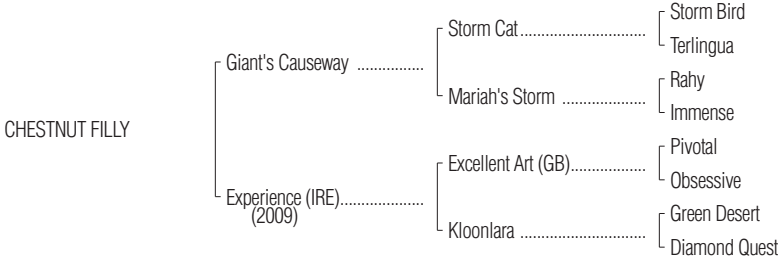 Storm Bird
Storm Cat..............................
Terlingua
Giant's Causeway ................
Rahy
Mariah's Storm ....................
Immense
CHESTNUT FILLY
Pivotal
Excellent Art (GB)..................
Obsessive
Experience (IRE)....................
(2009)
Green Desert
Kloonlara ..............................
Diamond Quest